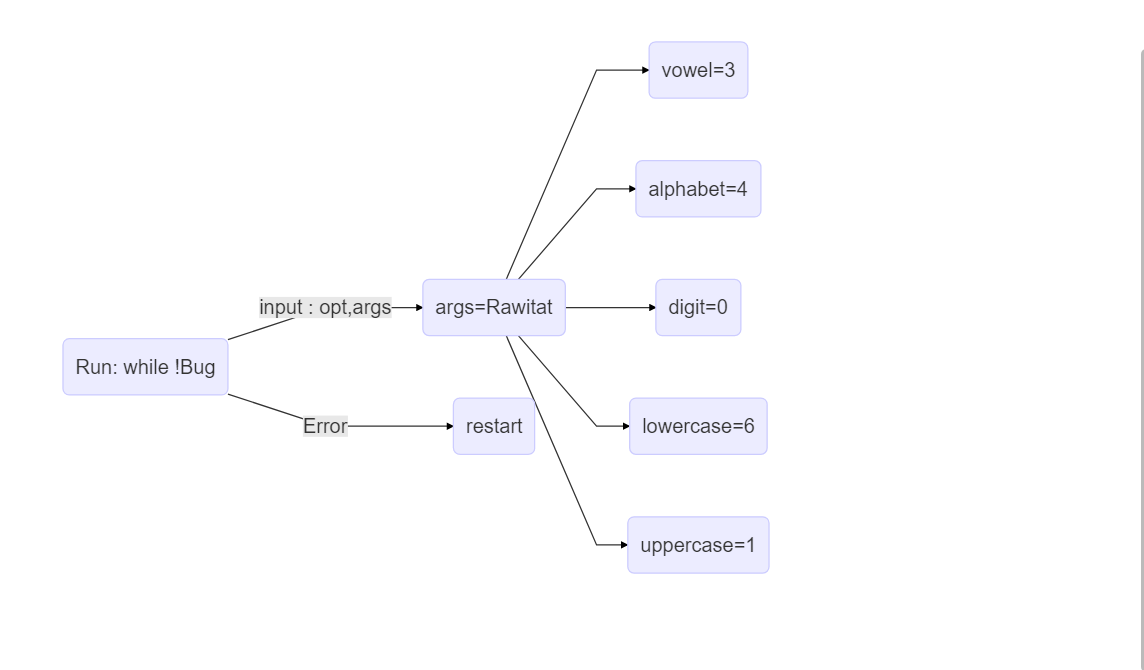 vowel=3
alphabet=4
input : opt,args
args=Rawitat
digit=0
Run: while !Bug
Error
restart
lowercase=6
uppercase=1